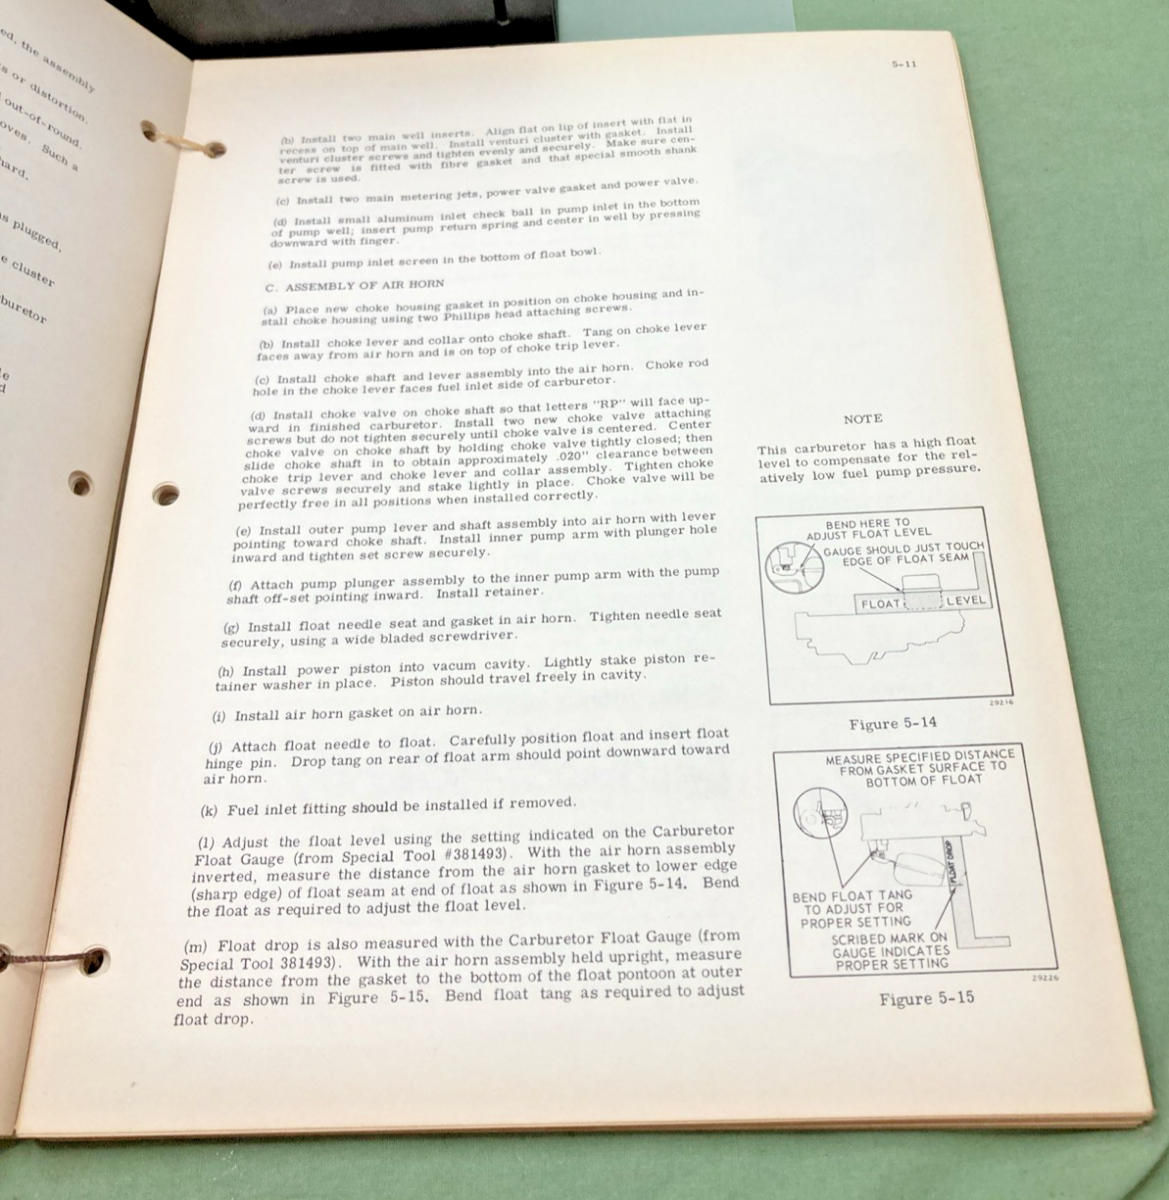 ed, the assembly
s or distortion.
out-of-round.
oves. Such a
hard.
s plugged,
e cluster
buretor
5-11
(b) Install two main well inserts. Align flat on lip of insert with flat in
recess on top of main well. Install venturi cluster with gasket. Install
venturi cluster screws and tighten evenly and securely. Make sure cen-
ter screw is fitted with fibre gasket and that special smooth shank
screw is used.
(c) Install two main metering jets, power valve gasket and power valve.
(d) Install small aluminum inlet check ball in pump inlet in the bottom
of pump well; insert pump return spring and center in well by pressing
downward with finger.
(e) Install pump inlet screen in the bottom of float bowl.
C. ASSEMBLY OF AIR HORN
(a) Place new choke housing gasket in position on choke housing and in-
stall choke housing using two Phillips head attaching screws.
(b) Install choke lever and collar onto choke shaft. Tang on choke lever
faces away from air horn and is on top of choke trip lever.
(c) Install choke shaft and lever assembly into the air horn. Choke rod
hole in the choke lever faces fuel inlet side of carburetor.
(d) Install choke valve on choke shaft so that letters "RP" will face up-
ward in finished carburetor. Install two new choke valve attaching
screws but do not tighten securely until choke valve is centered. Center
choke valve on choke shaft by holding choke valve tightly closed; then
slide choke shaft in to obtain approximately .020" clearance between
choke trip lever and choke lever and collar assembly. Tighten choke
valve screws securely and stake lightly in place. Choke valve will be
perfectly free in all positions when installed correctly.
(e) Install outer pump lever and shaft assembly into air horn with lever
pointing toward choke shaft. Install inner pump arm with plunger hole
inward and tighten set screw securely.
(f) Attach pump plunger assembly to the inner pump arm with the pump
shaft off-set pointing inward. Install retainer.
(g) Install float needle seat and gasket in air horn. Tighten needle seat
securely, using a wide bladed screwdriver.
(h) Install power piston into vacum cavity. Lightly stake piston re-
tainer washer in place. Piston should travel freely in cavity.
(i) Install air horn gasket on air horn.
(j) Attach float needle to float. Carefully position float and insert float
hinge pin. Drop tang on rear of float arm should point downward toward
air horn.
(k) Fuel inlet fitting should be installed if removed.
(l) Adjust the float level using the setting indicated on the Carburetor
Float Gauge (from Special Tool #381493). With the air horn assembly
inverted, measure the distance from the air horn gasket to lower edge
(sharp edge) of float seam at end of float as shown in Figure 5-14. Bend
the float as required to adjust the float level.
(m) Float drop is also measured with the Carburetor Float Gauge (from
Special Tool 381493). With the air horn assembly held upright, measure
the distance from the gasket to the bottom of the float pontoon at outer
end as shown in Figure 5-15. Bend float tang as required to adjust
float drop.
NOTE
This carburetor has a high float
level to compensate for the rel-
atively low fuel pump pressure.
BEND HERE TO
ADJUST FLOAT LEVEL
GAUGE SHOULD JUST TOUCH
EDGE OF FLOAT SEAM
FLOAT LEVEL
29216
Figure 5-14
MEASURE SPECIFIED DISTANCE
FROM GASKET SURFACE TO
BOTTOM OF FLOAT
FLOAT DROP
BEND FLOAT TANG
TO ADJUST FOR
PROPER SETTING
SCRIBED MARK ON
GAUGE INDICATES
PROPER SETTING
29226
Figure 5-15